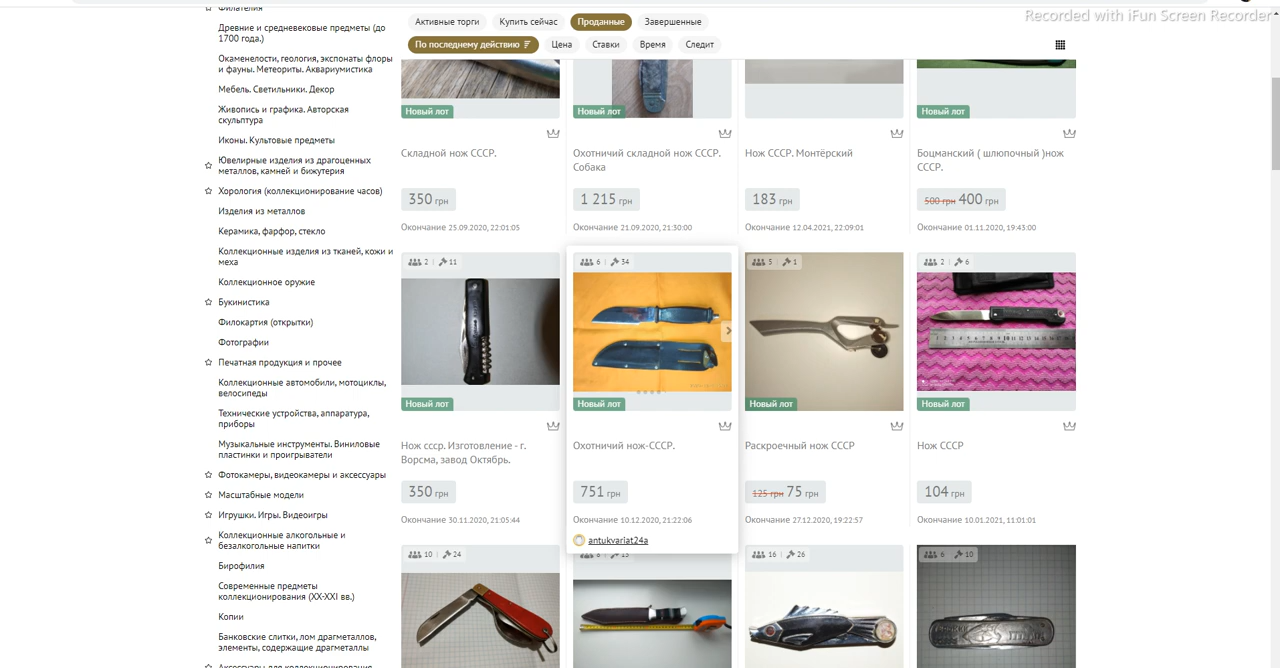 Recorded with iFun Screen Recorder
Филателия
Древние и средневековые предметы (до
1700 года.)
Окаменелости, геология, экспонаты флоры
и фауны. Метеориты. Аквариумистика
Мебель. Светильники. Декор
Живопись и графика. Авторская
скульптура
Иконы. Культовые предметы
Ювелирные изделия из драгоценных
металлов, камней и бижутерия
Хорология (коллекционирование часов)
Изделия из металлов
Керамика, фарфор, стекло
Коллекционные изделия из тканей, кожи и
меха
Коллекционное оружие
Букинистика
Филокартия (открытки)
Фотографии
Печатная продукция и прочее
Коллекционные автомобили, мотоциклы,
велосипеды
Технические устройства, аппаратура,
приборы
Музыкальные инструменты. Виниловые
пластинки и проигрыватели
Фотокамеры, видеокамеры и аксессуары
Масштабные модели
Игрушки. Игры. Видеоигры
Коллекционные алкогольные и
безалкогольные напитки
Бирофилия
Современные предметы
коллекционирования (XX-XXI вв.)
Копии
Банковские слитки, лом драгметаллов,
элементы, содержащие драгметаллы
Аксессуары для коллекционирования
Активные торги Купить сейчас Проданные Завершенные
По последнему действию Цена Ставки Время Следит
Новый лот
Складной нож СССР.
350 грн
Окончание 25.09.2020, 22:01:05
Новый лот
Охотничий складной нож СССР.
Собака
1 215 грн
Окончание 21.09.2020, 21:30:00
Нож СССР. Монтёрский
183 грн
Окончание 12.04.2021, 22:09:01
Новый лот
Боцманский ( шлюпочный )нож
СССР.
500 грн 400 грн
Окончание 01.11.2020, 19:43:00
2 | 11
Новый лот
Нож ссср. Изготовление - г.
Ворсма, завод Октябрь.
350 грн
Окончание 30.11.2020, 21:05:44
6 | 34
Новый лот
Охотничий нож-СССР.
751 грн
Окончание 10.12.2020, 21:22:06
antukvariat24a
5 | 1
Новый лот
Раскроечный нож СССР
125 грн 75 грн
Окончание 27.12.2020, 19:22:57
2 | 6
Новый лот
Нож СССР
104 грн
Окончание 10.01.2021, 11:01:01
10 | 24
16 | 26
6 | 10